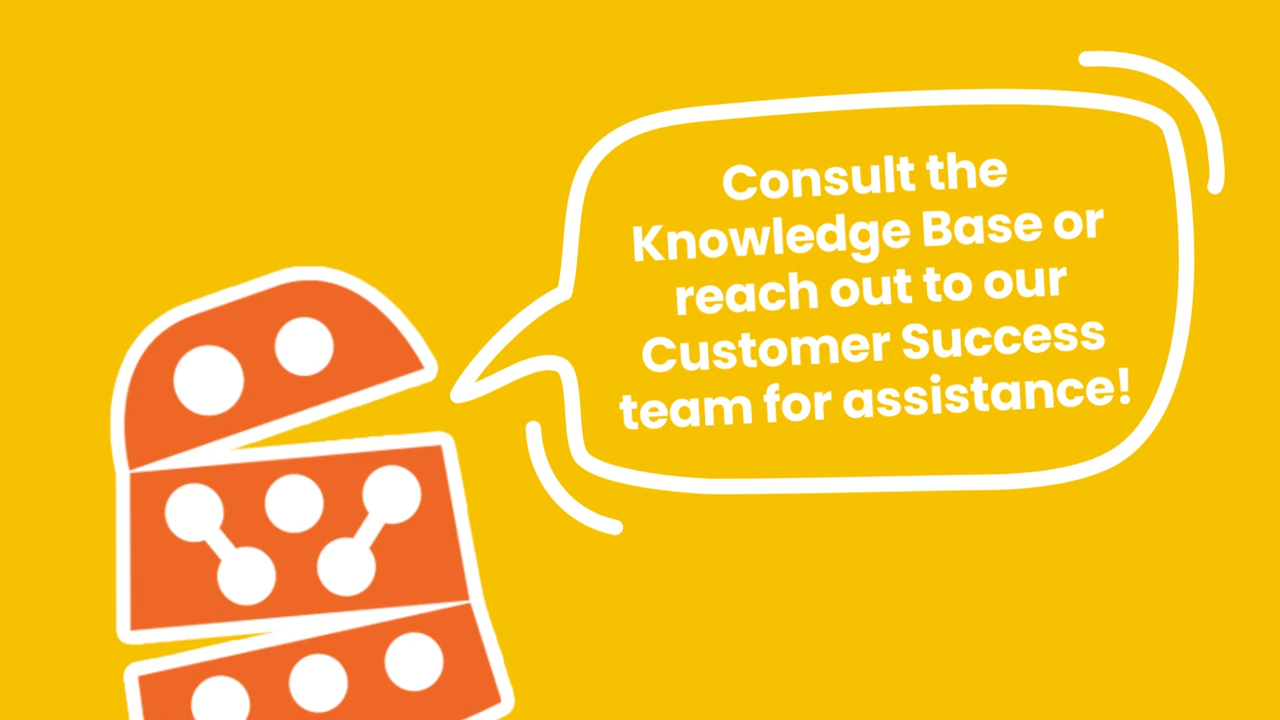 Consult the
Knowledge Base or
reach out to our
Customer Success
team for assistance!